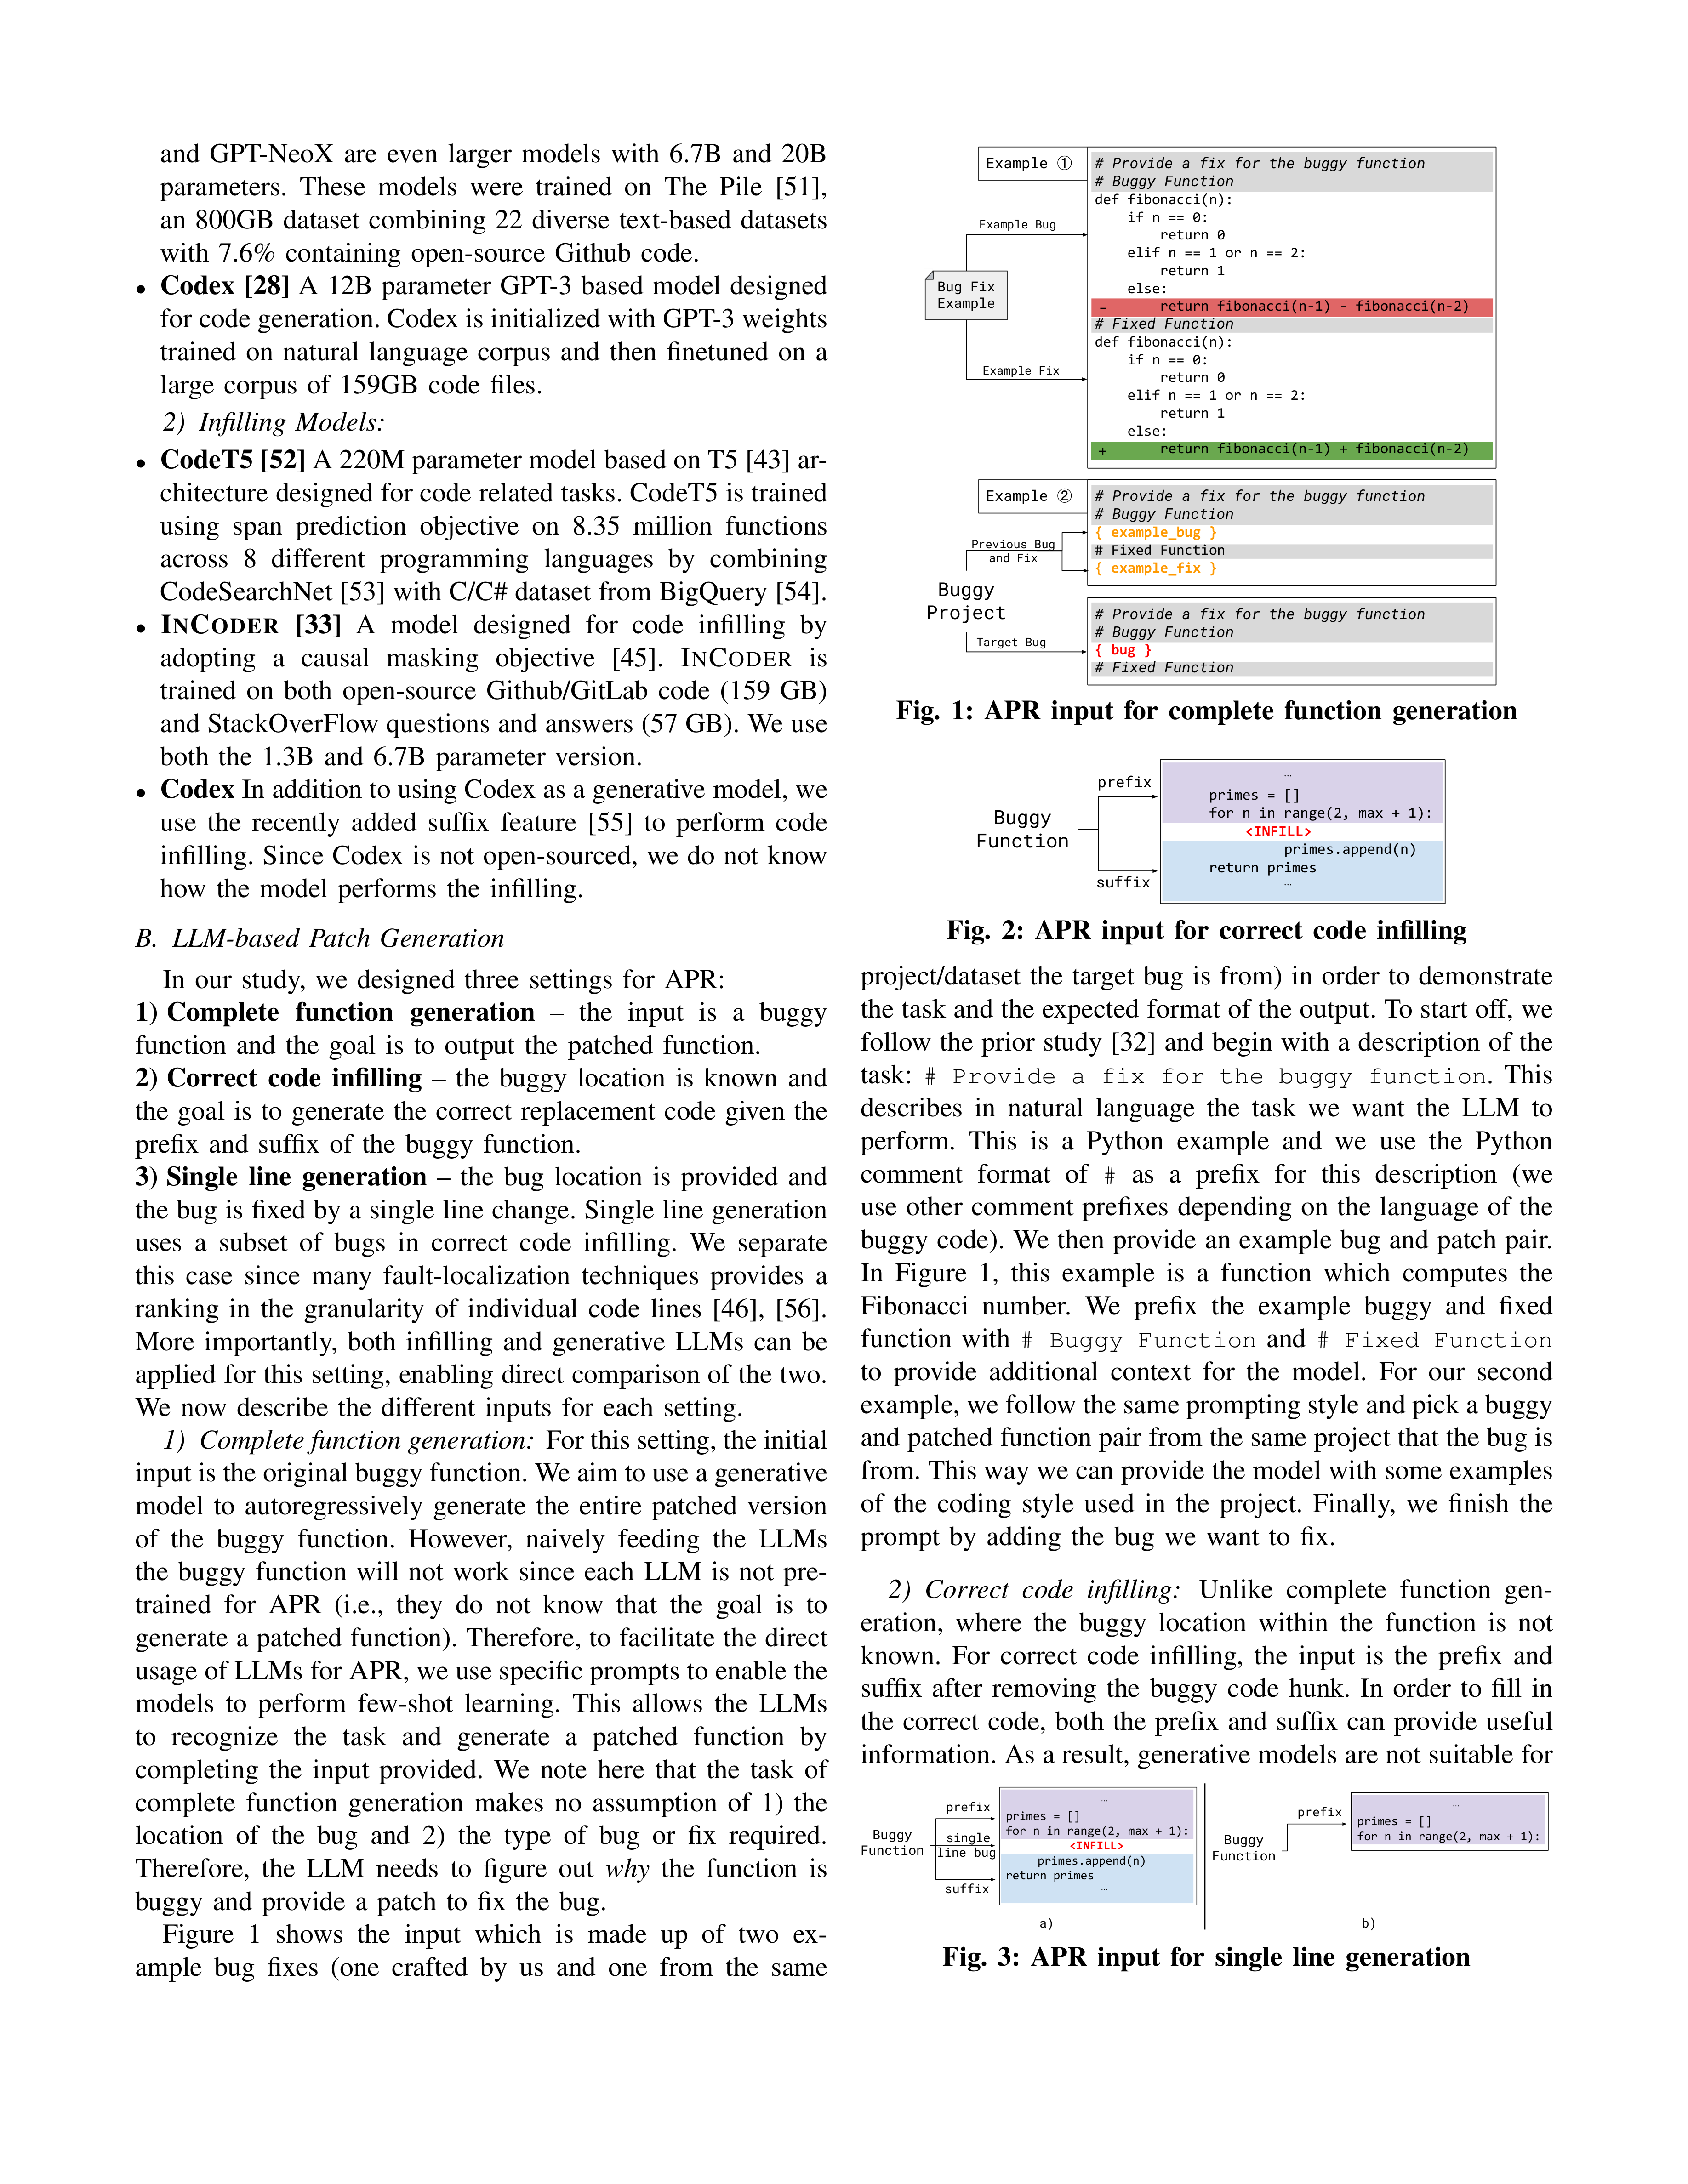 and GPT-NeoX are even larger models with 6.7B and 20B
parameters. These models were trained on The Pile [51],
an 800GB dataset combining 22 diverse text-based datasets
with 7.6% containing open-source Github code.
• Codex [28] A 12B parameter GPT-3 based model designed
for code generation. Codex is initialized with GPT-3 weights
trained on natural language corpus and then finetuned on a
large corpus of 159GB code files.
2) Infilling Models:
• CodeT5 [52] A 220M parameter model based on T5 [43] ar-
chitecture designed for code related tasks. CodeT5 is trained
using span prediction objective on 8.35 million functions
across 8 different programming languages by combining
CodeSearchNet [53] with C/C# dataset from BigQuery [54].
• INCODER [33] A model designed for code infilling by
adopting a causal masking objective [45]. INCODER is
trained on both open-source Github/GitLab code (159 GB)
and StackOverFlow questions and answers (57 GB). We use
both the 1.3B and 6.7B parameter version.
• Codex In addition to using Codex as a generative model, we
use the recently added suffix feature [55] to perform code
infilling. Since Codex is not open-sourced, we do not know
how the model performs the infilling.
B. LLM-based Patch Generation
In our study, we designed three settings for APR:
1) Complete function generation – the input is a buggy
function and the goal is to output the patched function.
2) Correct code infilling – the buggy location is known and
the goal is to generate the correct replacement code given the
prefix and suffix of the buggy function.
3) Single line generation – the bug location is provided and
the bug is fixed by a single line change. Single line generation
uses a subset of bugs in correct code infilling. We separate
this case since many fault-localization techniques provides a
ranking in the granularity of individual code lines [46], [56].
More importantly, both infilling and generative LLMs can be
applied for this setting, enabling direct comparison of the two.
We now describe the different inputs for each setting.
1) Complete function generation: For this setting, the initial
input is the original buggy function. We aim to use a generative
model to autoregressively generate the entire patched version
of the buggy function. However, naively feeding the LLMs
the buggy function will not work since each LLM is not pre-
trained for APR (i.e., they do not know that the goal is to
generate a patched function). Therefore, to facilitate the direct
usage of LLMs for APR, we use specific prompts to enable the
models to perform few-shot learning. This allows the LLMs
to recognize the task and generate a patched function by
completing the input provided. We note here that the task of
complete function generation makes no assumption of 1) the
location of the bug and 2) the type of bug or fix required.
Therefore, the LLM needs to figure out why the function is
buggy and provide a patch to fix the bug.
Figure 1 shows the input which is made up of two ex-
ample bug fixes (one crafted by us and one from the same
Example ①
# Provide a fix for the buggy function
# Buggy Function
def fibonacci(n):
if n == 0:
return 0
elif n == 1 or n == 2:
return 1
else:
- return fibonacci(n-1) - fibonacci(n-2)
# Fixed Function
def fibonacci(n):
if n == 0:
return 0
elif n == 1 or n == 2:
return 1
else:
+ return fibonacci(n-1) + fibonacci(n-2)
Example Bug
Bug Fix
Example
Example Fix
Example ②
# Provide a fix for the buggy function
# Buggy Function
{ example_bug }
# Fixed Function
{ example_fix }
Previous Bug
and Fix
Buggy
Project
Target Bug
# Provide a fix for the buggy function
# Buggy Function
{ bug }
# Fixed Function
Fig. 1: APR input for complete function generation
Buggy
Function
prefix
suffix
...
primes = []
for n in range(2, max + 1):
<INFILL>
primes.append(n)
return primes
...
Fig. 2: APR input for correct code infilling
project/dataset the target bug is from) in order to demonstrate
the task and the expected format of the output. To start off, we
follow the prior study [32] and begin with a description of the
task: # Provide a fix for the buggy function. This
describes in natural language the task we want the LLM to
perform. This is a Python example and we use the Python
comment format of # as a prefix for this description (we
use other comment prefixes depending on the language of the
buggy code). We then provide an example bug and patch pair.
In Figure 1, this example is a function which computes the
Fibonacci number. We prefix the example buggy and fixed
function with # Buggy Function and # Fixed Function
to provide additional context for the model. For our second
example, we follow the same prompting style and pick a buggy
and patched function pair from the same project that the bug is
from. This way we can provide the model with some examples
of the coding style used in the project. Finally, we finish the
prompt by adding the bug we want to fix.
2) Correct code infilling: Unlike complete function gen-
eration, where the buggy location within the function is not
known. For correct code infilling, the input is the prefix and
suffix after removing the buggy code hunk. In order to fill in
the correct code, both the prefix and suffix can provide useful
information. As a result, generative models are not suitable for
Buggy
Function
prefix
single
line bug
suffix
...
primes = []
for n in range(2, max + 1):
<INFILL>
primes.append(n)
return primes
...
a)
Buggy
Function
prefix
...
primes = []
for n in range(2, max + 1):
b)
Fig. 3: APR input for single line generation